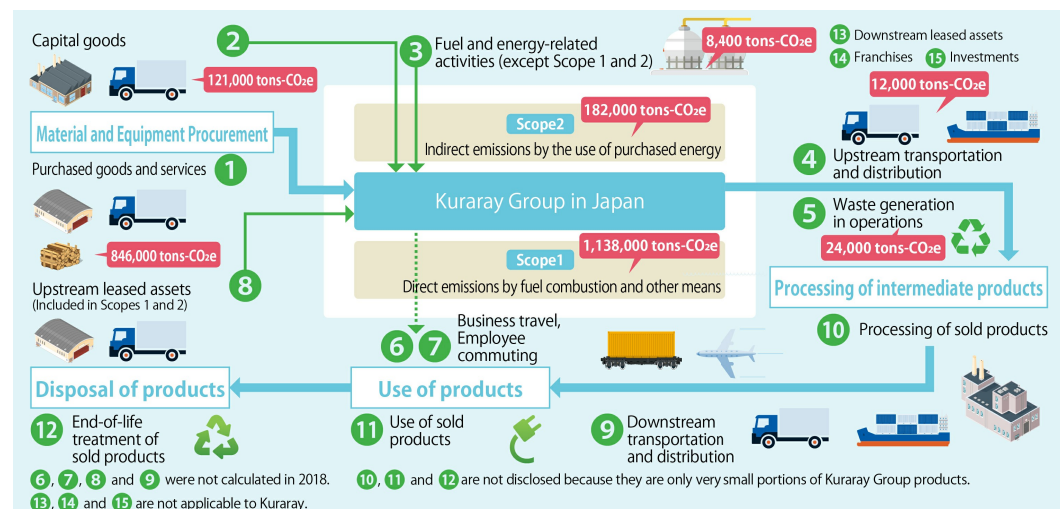 Capital goods
2
121,000 tons-CO2e
3
Fuel and energy-related
activities (except Scope 1 and 2)
8,400 tons-CO2e
13 Downstream leased assets
14 Franchises 15 Investments
12,000 tons-CO2e
Material and Equipment Procurement
Scope2
182,000 tons-CO2e
Indirect emissions by the use of purchased energy
4
Upstream transportation
and distribution
Purchased goods and services 1
Kuraray Group in Japan
5
Waste generation
in operations
24,000 tons-CO2e
846,000 tons-CO2e
Scope1
1,138,000 tons-CO2e
Direct emissions by fuel combustion and other means
8
Upstream leased assets
(Included in Scopes 1 and 2)
Processing of intermediate products
6 7
Business travel,
Employee
commuting
10 Processing of sold products
Disposal of products
Use of products
12
End-of-life
treatment of
sold products
11
Use of sold
products
9
Downstream
transportation
and distribution
6, 7, 8 and 9 were not calculated in 2018.
10, 11 and 12 are not disclosed because they are only very small portions of Kuraray Group products.
13, 14 and 15 are not applicable to Kuraray.